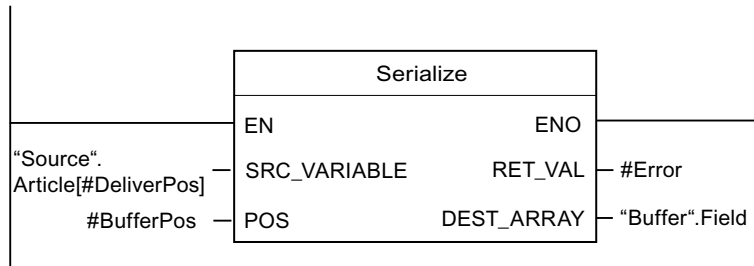 Serialize
EN ENO
“Source“.
Article[#DeliverPos] SRC_VARIABLE RET_VAL #Error
#BufferPos POS DEST_ARRAY “Buffer“.Field